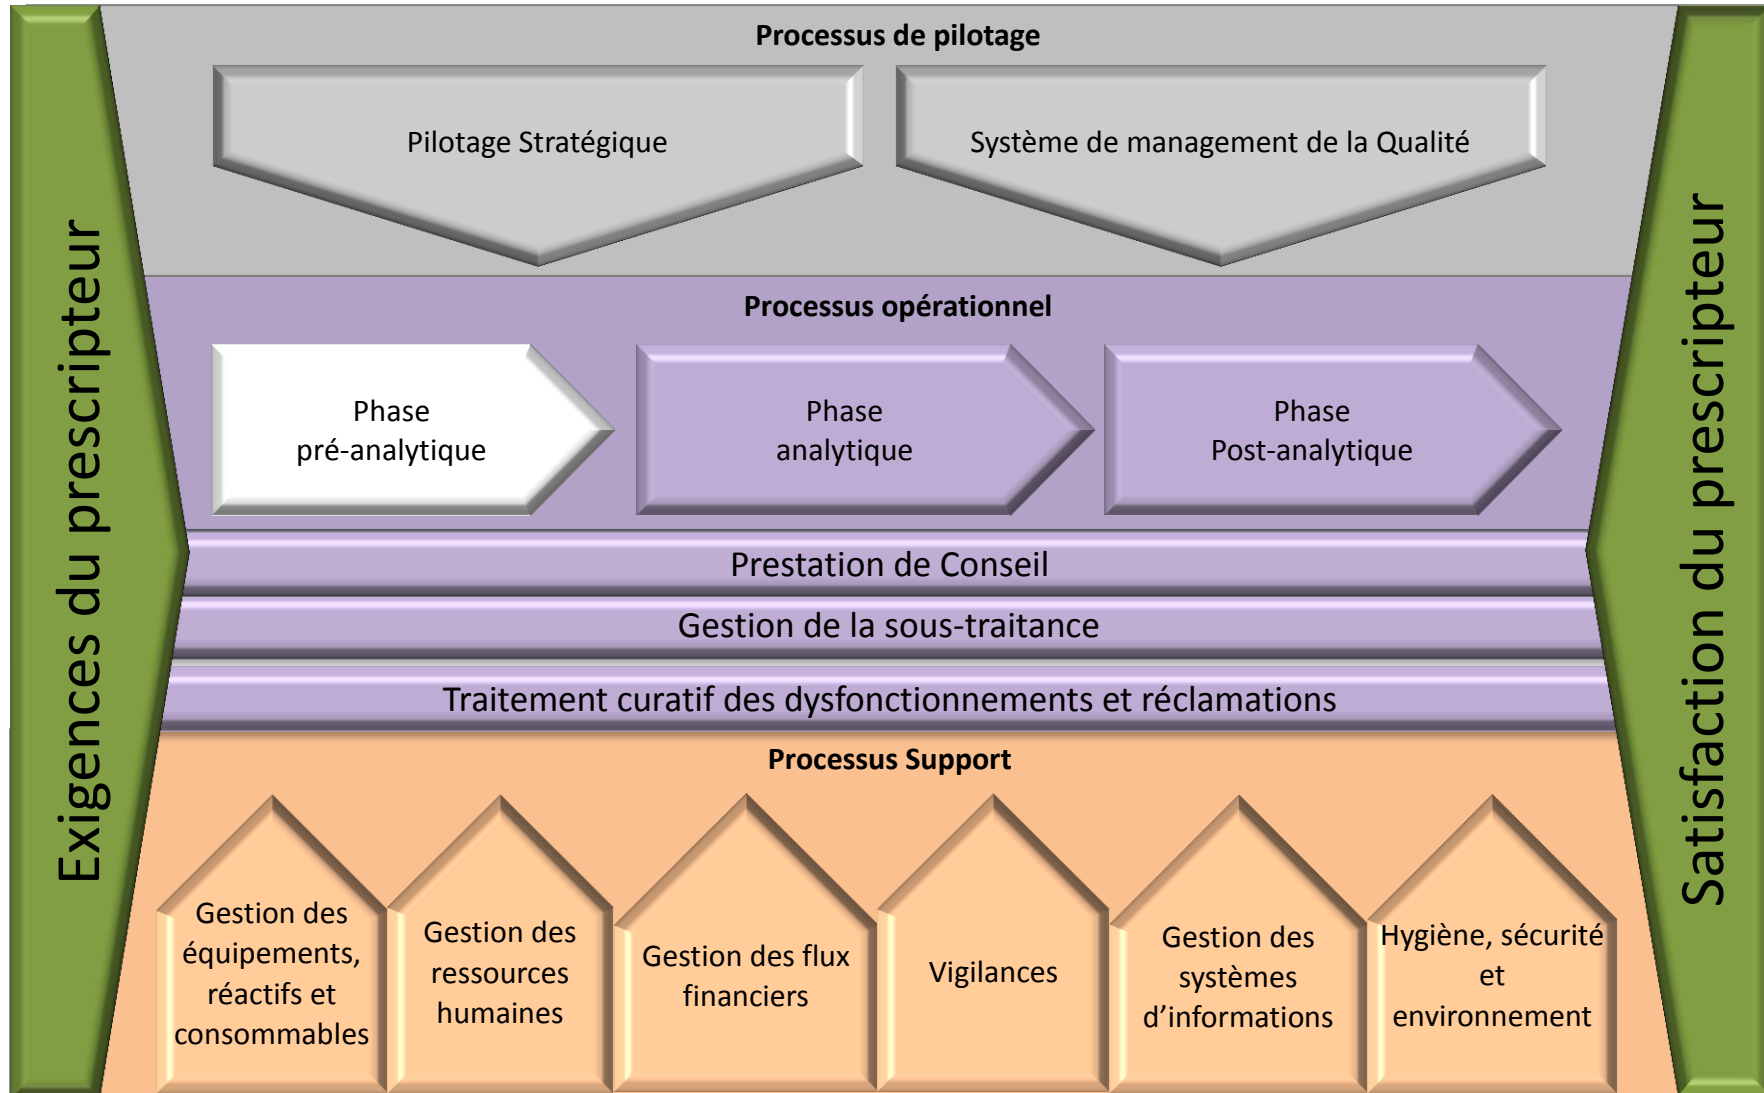 Exigences du prescripteur
Processus de pilotage
Pilotage Stratégique
Système de management de la Qualité
Processus opérationnel
Phase
pré-analytique
Phase
analytique
Phase
Post-analytique
Prestation de Conseil
Gestion de la sous-traitance
Traitement curatif des dysfonctionnements et réclamations
Processus Support
Gestion des
équipements,
réactifs et
consommables
Gestion des
ressources
humaines
Gestion des flux
financiers
Vigilances
Gestion des
systèmes
d’informations
Hygiène, sécurité
et
environnement
Satisfaction du prescripteur